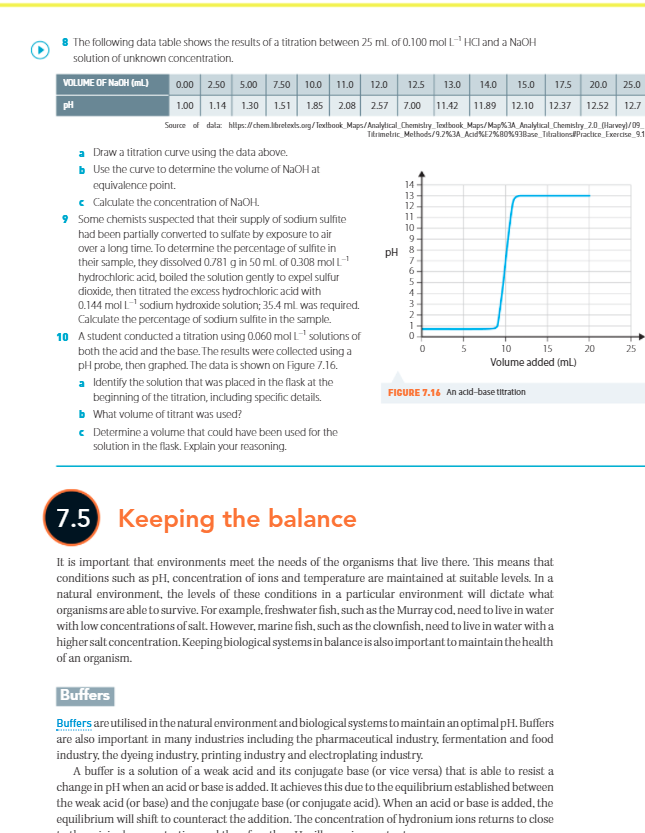 8 The following data table shows the results of a titration between 25 mL of 0.100 mol L⁻¹ HCl and a NaOH
solution of unknown concentration.
VOLUME OF NaOH (mL) 0.00 2.50 5.00 7.50 10.0 11.0 12.0 12.5 13.0 14.0 15.0 17.5 20.0 25.0
pH 1.00 1.14 1.30 1.51 1.85 2.08 2.57 7.00 11.42 11.89 12.10 12.37 12.52 12.7
Source of data: https://chem.libretexts.org/Textbook_Maps/Analytical_Chemistry_Textbook_Maps/Map%3A_Analytical_Chemistry_2.0_(Harvey)/09_
Titrimetric_Methods/9.2%3A_Acid%E2%80%93Base_Titrations#Practice_Exercise_9.1
a Draw a titration curve using the data above.
b Use the curve to determine the volume of NaOH at
equivalence point.
c Calculate the concentration of NaOH.
9 Some chemists suspected that their supply of sodium sulfite
had been partially converted to sulfate by exposure to air
over a long time. To determine the percentage of sulfite in
their sample, they dissolved 0.781 g in 50 mL of 0.308 mol L⁻¹
hydrochloric acid, boiled the solution gently to expel sulfur
dioxide, then titrated the excess hydrochloric acid with
0.144 mol L⁻¹ sodium hydroxide solution; 35.4 mL was required.
Calculate the percentage of sodium sulfite in the sample.
10 A student conducted a titration using 0.060 mol L⁻¹ solutions of
both the acid and the base. The results were collected using a
pH probe, then graphed. The data is shown on Figure 7.16.
a Identify the solution that was placed in the flask at the
beginning of the titration, including specific details.
b What volume of titrant was used?
c Determine a volume that could have been used for the
solution in the flask. Explain your reasoning.
14
13
12
11
10
9
8
pH
7
6
5
4
3
2
1
0
0 5 10 15 20 25
Volume added (mL)
FIGURE 7.16 An acid–base titration
7.5 Keeping the balance
It is important that environments meet the needs of the organisms that live there. This means that
conditions such as pH, concentration of ions and temperature are maintained at suitable levels. In a
natural environment, the levels of these conditions in a particular environment will dictate what
organisms are able to survive. For example, freshwater fish, such as the Murray cod, need to live in water
with low concentrations of salt. However, marine fish, such as the clownfish, need to live in water with a
higher salt concentration. Keeping biological systems in balance is also important to maintain the health
of an organism.
Buffers
Buffers are utilised in the natural environment and biological systems to maintain an optimal pH. Buffers
are also important in many industries including the pharmaceutical industry, fermentation and food
industry, the dyeing industry, printing industry and electroplating industry.
A buffer is a solution of a weak acid and its conjugate base (or vice versa) that is able to resist a
change in pH when an acid or base is added. It achieves this due to the equilibrium established between
the weak acid (or base) and the conjugate base (or conjugate acid). When an acid or base is added, the
equilibrium will shift to counteract the addition. The concentration of hydronium ions returns to close